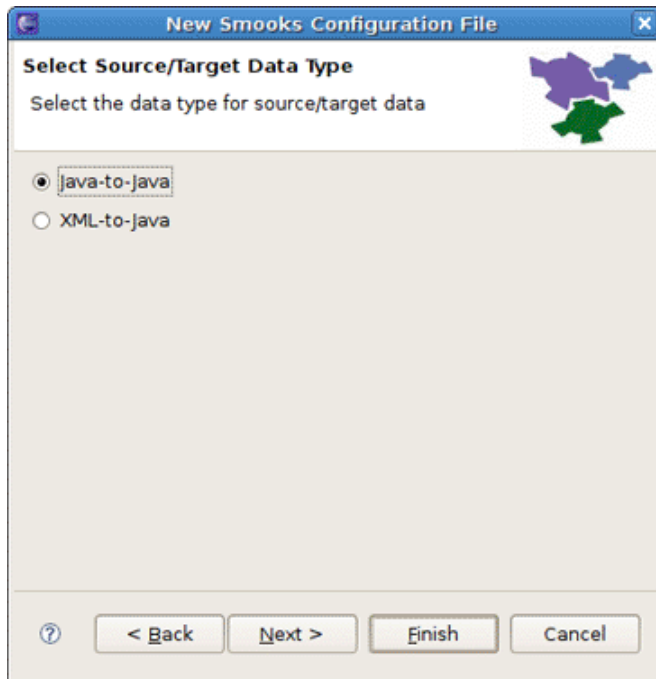 New Smooks Configuration File
Select Source/Target Data Type
Select the data type for source/target data
Java-to-Java
XML-to-Java
? < Back Next > Finish Cancel